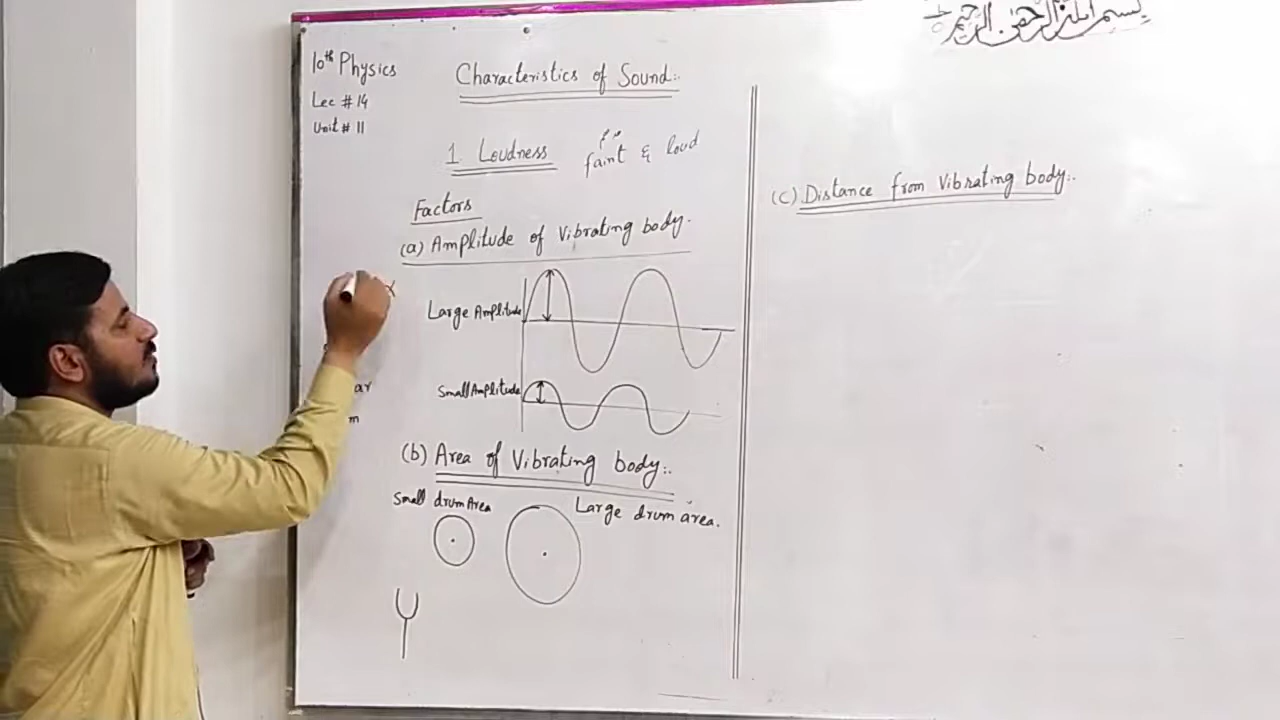 بسم الله الرحمن الرحيم
10th Physics
Lec # 14
Unit # 11
Characteristics of Sound:.
1. Loudness faint & loud
Factors
(a) Amplitude of Vibrating body.
Large Amplitude
Small Amplitude
(b) Area of Vibrating body:.
Small drum Area
Large drum area.
(c) Distance from Vibrating body:.